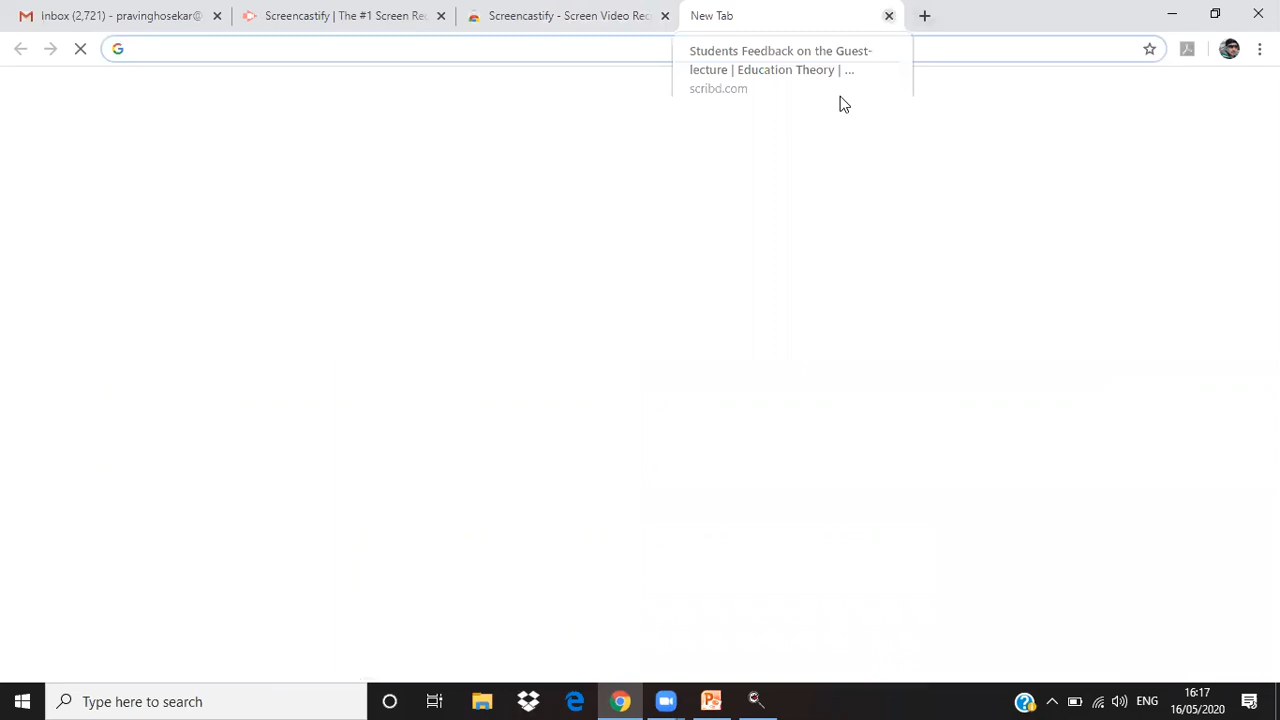 Inbox (2,721) - pravinghosekar@
Screencastify | The #1 Screen Re
Screencastify - Screen Video Rec
New Tab
Students Feedback on the Guest-
lecture | Education Theory | ...
scribd.com
Type here to search
ENG
16:17
16/05/2020